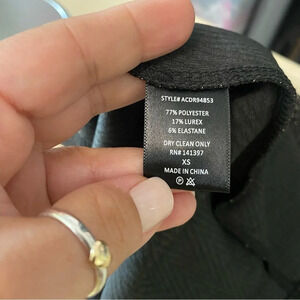 STYLE# ACDR94853
77% POLYESTER
17% LUREX
6% ELASTANE
DRY CLEAN ONLY
RN# 141397
XS
MADE IN CHINA